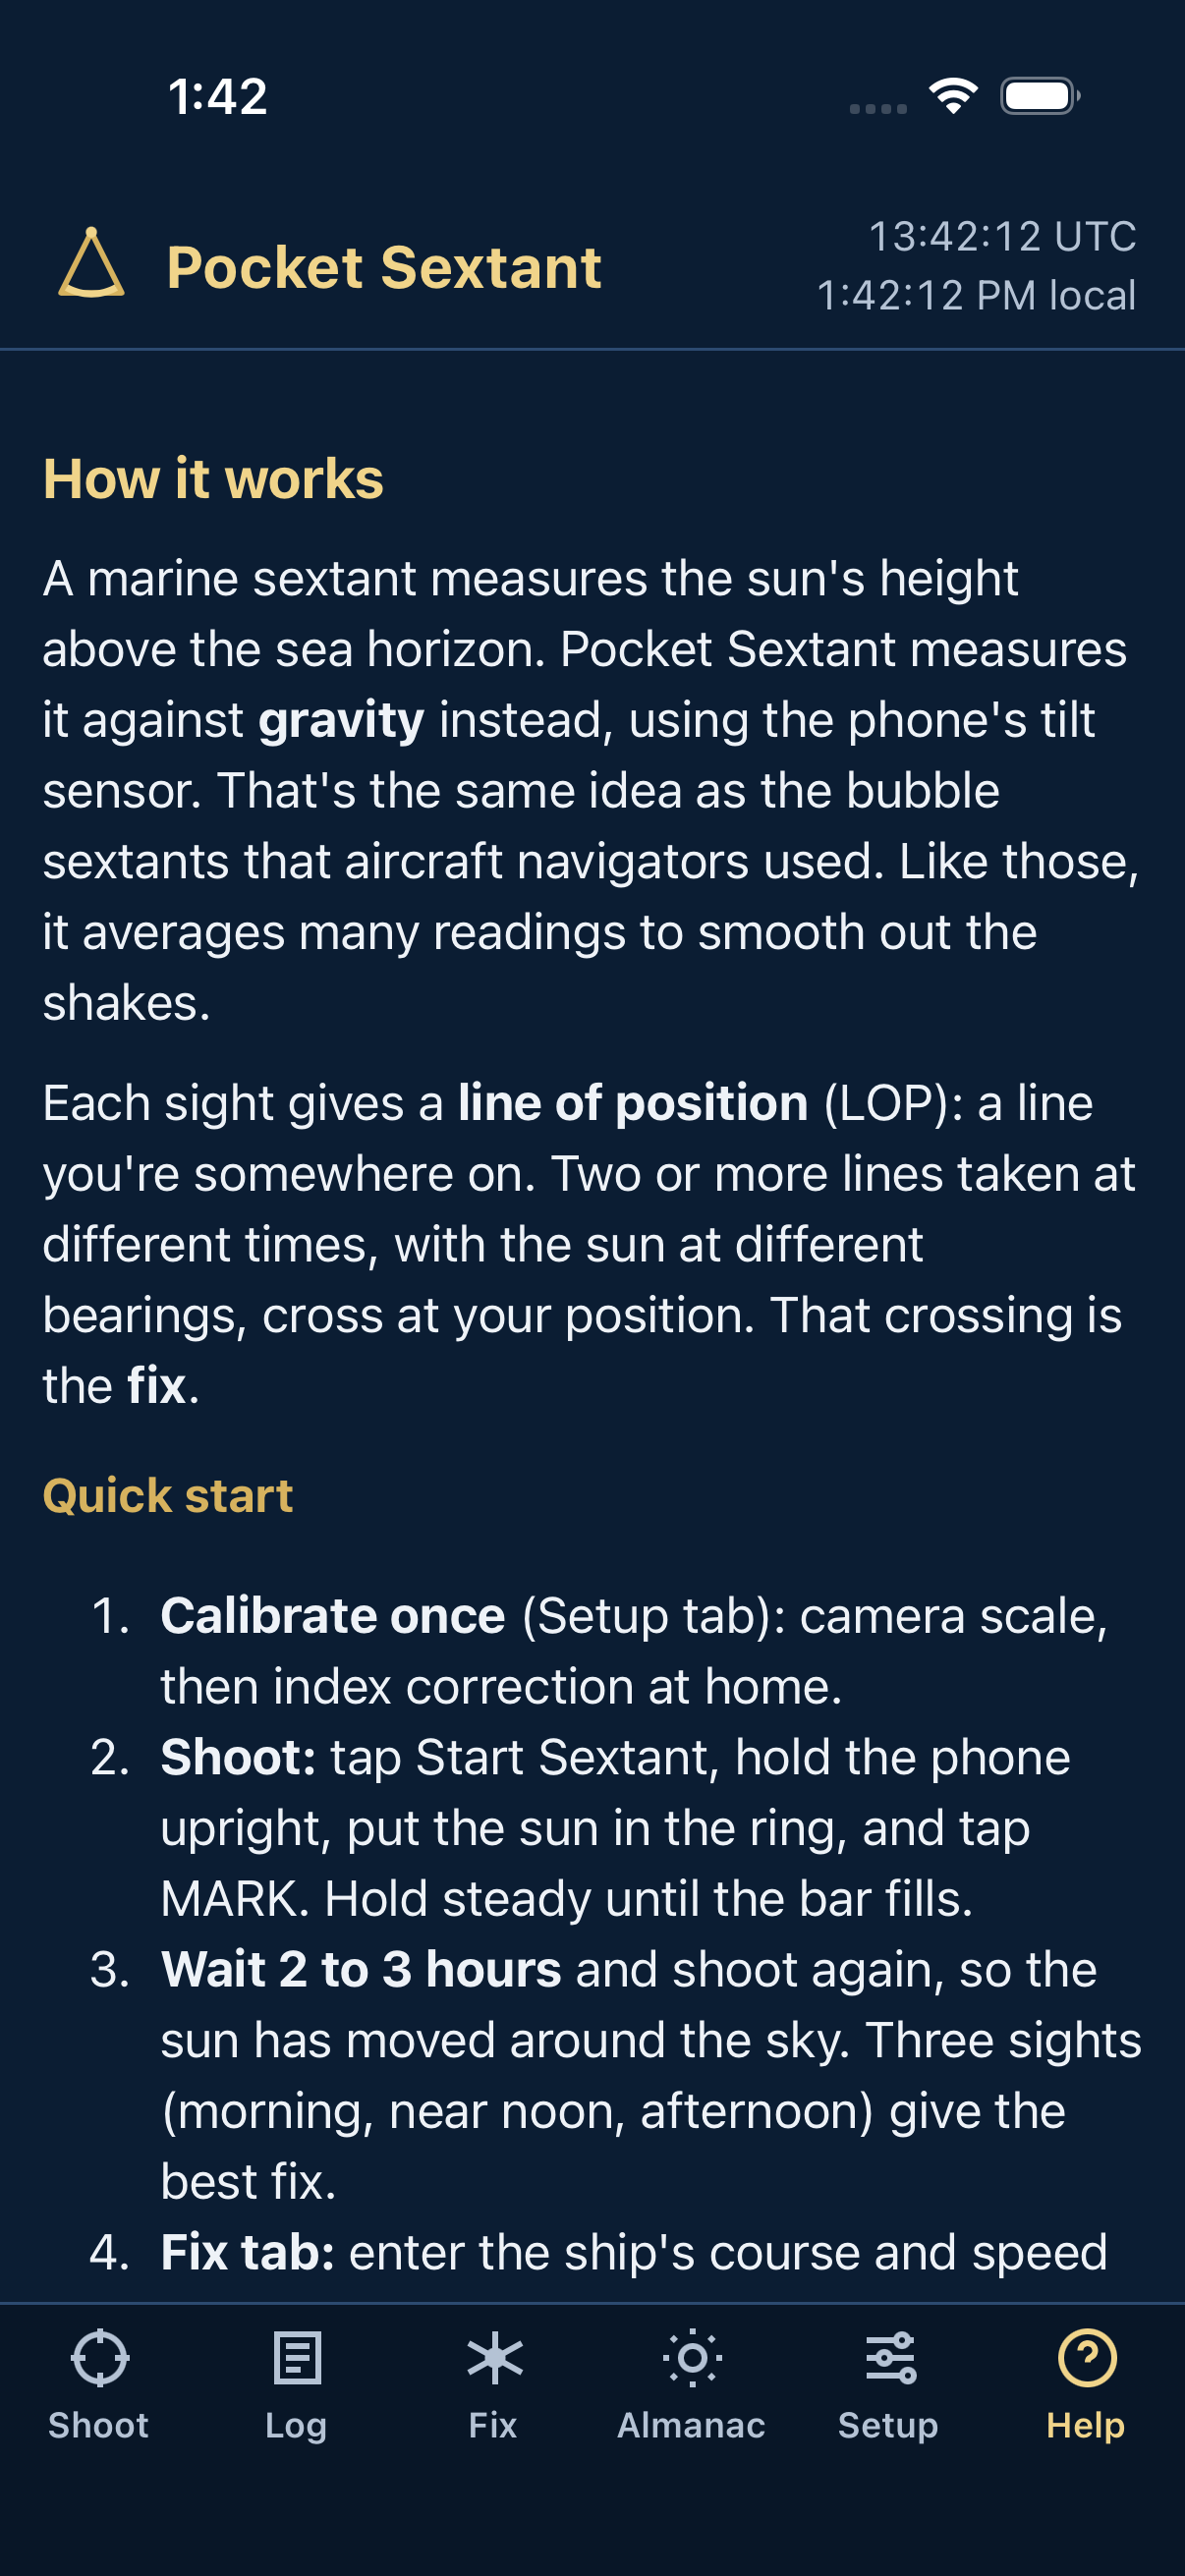 1:42
Pocket Sextant
13:42:12 UTC
1:42:12 PM local
How it works
A marine sextant measures the sun's height
above the sea horizon. Pocket Sextant measures
it against gravity instead, using the phone's tilt
sensor. That's the same idea as the bubble
sextants that aircraft navigators used. Like those,
it averages many readings to smooth out the
shakes.
Each sight gives a line of position (LOP): a line
you're somewhere on. Two or more lines taken at
different times, with the sun at different
bearings, cross at your position. That crossing is
the fix.
Quick start
1. Calibrate once (Setup tab): camera scale,
then index correction at home.
2. Shoot: tap Start Sextant, hold the phone
upright, put the sun in the ring, and tap
MARK. Hold steady until the bar fills.
3. Wait 2 to 3 hours and shoot again, so the
sun has moved around the sky. Three sights
(morning, near noon, afternoon) give the
best fix.
4. Fix tab: enter the ship's course and speed
Shoot
Log
Fix
Almanac
Setup
Help